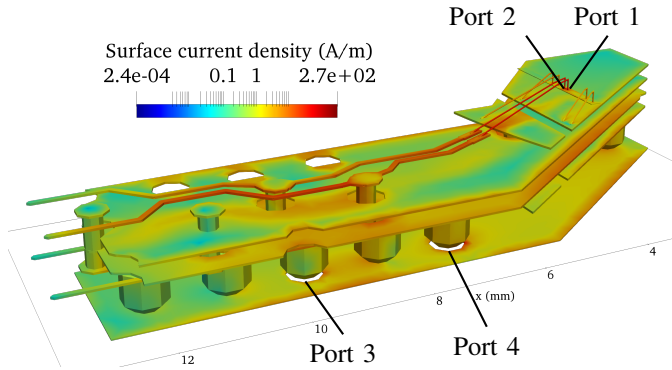 Port 2 Port 1
Surface current density (A/m)
2.4e-04 0.1 1 2.7e+02
4
6
x (mm)
8
10
12
Port 3
Port 4